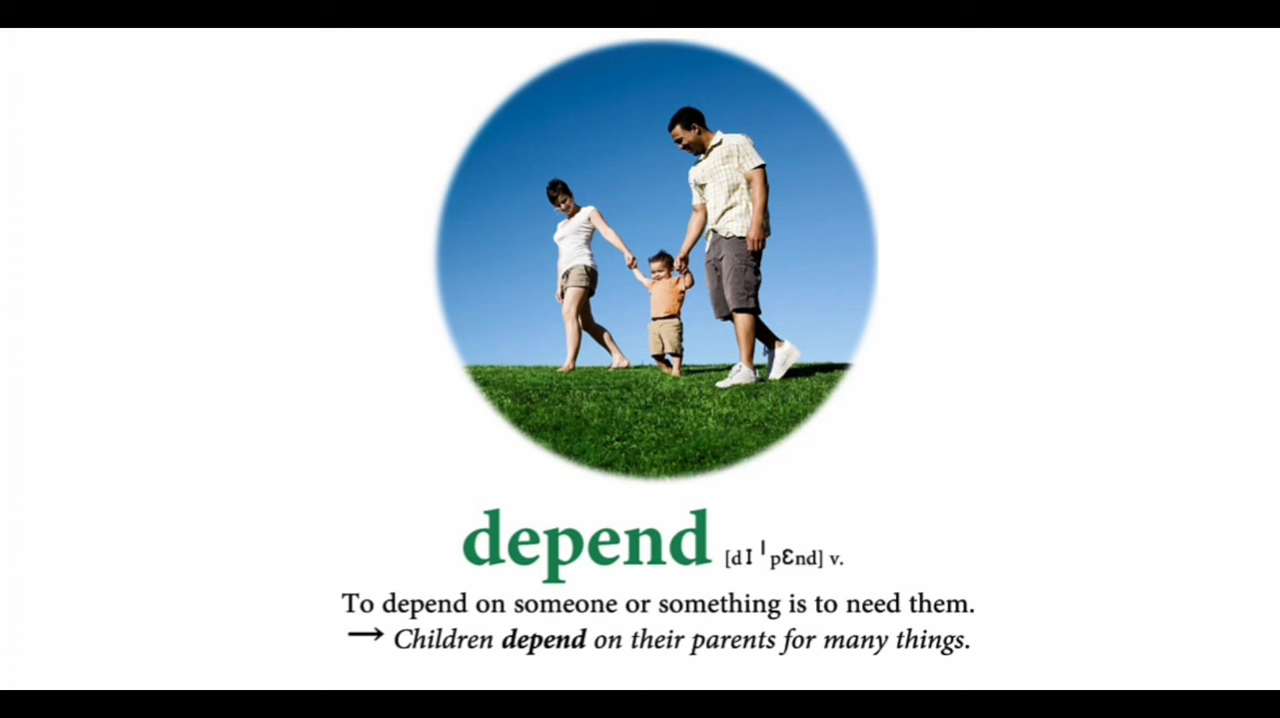 depend [dɪˈpɛnd] v.
To depend on someone or something is to need them.
→ Children depend on their parents for many things.